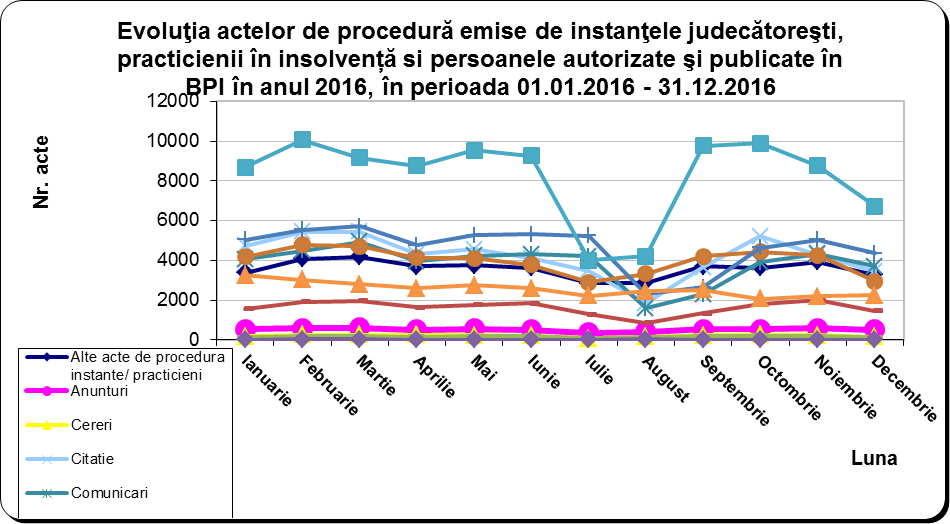 Evoluţia actelor de procedură emise de instanţele judecătoreşti,
practicienii în insolvență si persoanele autorizate şi publicate în
BPI în anul 2016, în perioada 01.01.2016 - 31.12.2016
Nr. acte
12000
10000
8000
6000
4000
2000
0
Ianuarie
Februarie
Martie
Aprilie
Mai
Iunie
Iulie
August
Septembrie
Octombrie
Noiembrie
Decembrie
Luna
Alte acte de procedura
instante/ practicieni
Anunturi
Cereri
Citatie
Comunicari